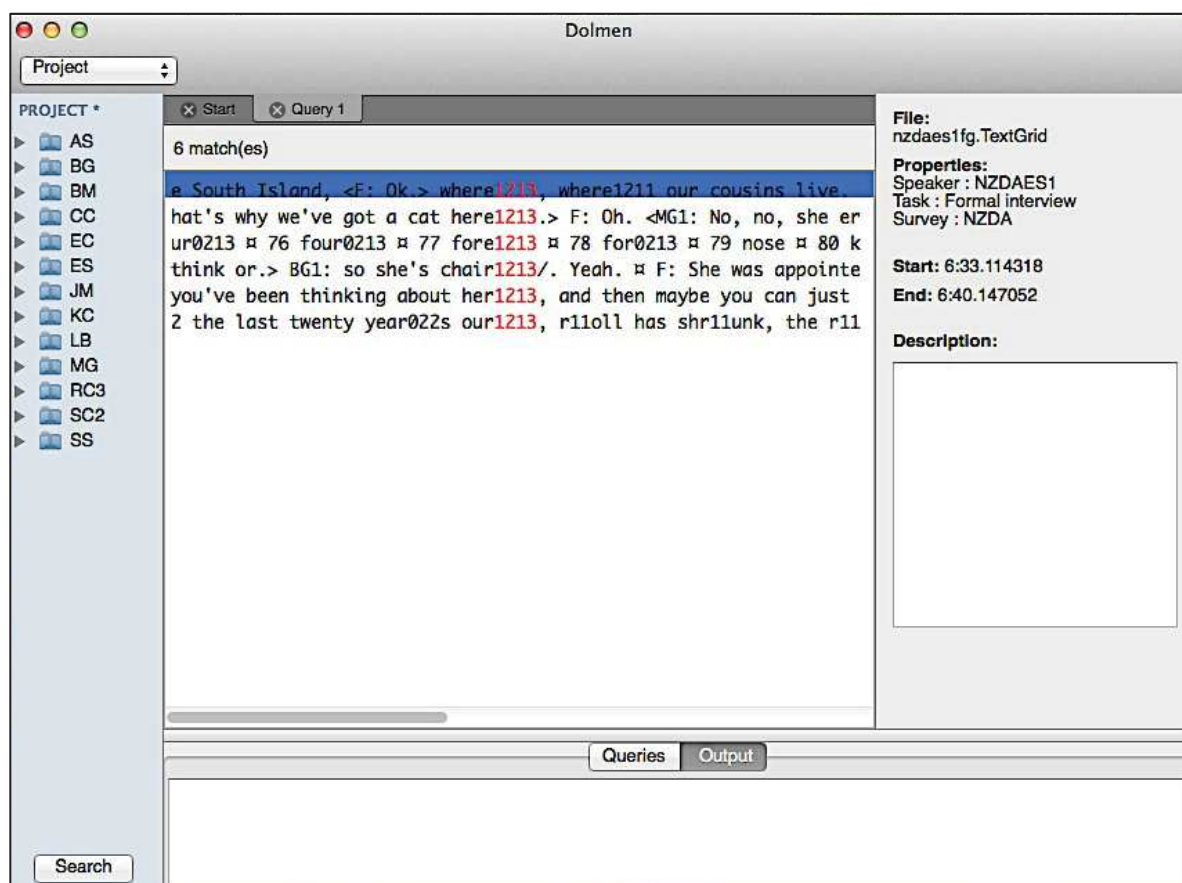 Dolmen
Project
PROJECT *
AS
BG
BM
CC
EC
ES
JM
KC
LB
MG
RC3
SC2
SS
Search
Start
Query 1
6 match(es)
e South Island, <F: Ok.> where1213, where1211 our cousins live.
hat's why we've got a cat here1213.> F: Oh. <MG1: No, no, she er
ur0213 ¤ 76 four0213 ¤ 77 fore1213 ¤ 78 for0213 ¤ 79 nose ¤ 80 k
think or.> BG1: so she's chair1213/. Yeah. ¤ F: She was appointe
you've been thinking about her1213, and then maybe you can just
2 the last twenty year022s our1213, r11oll has shr11unk, the r11
File:
nzdaes1fg.TextGrid
Properties:
Speaker : NZDAES1
Task : Formal interview
Survey : NZDA
Start: 6:33.114318
End: 6:40.147052
Description:
Queries
Output